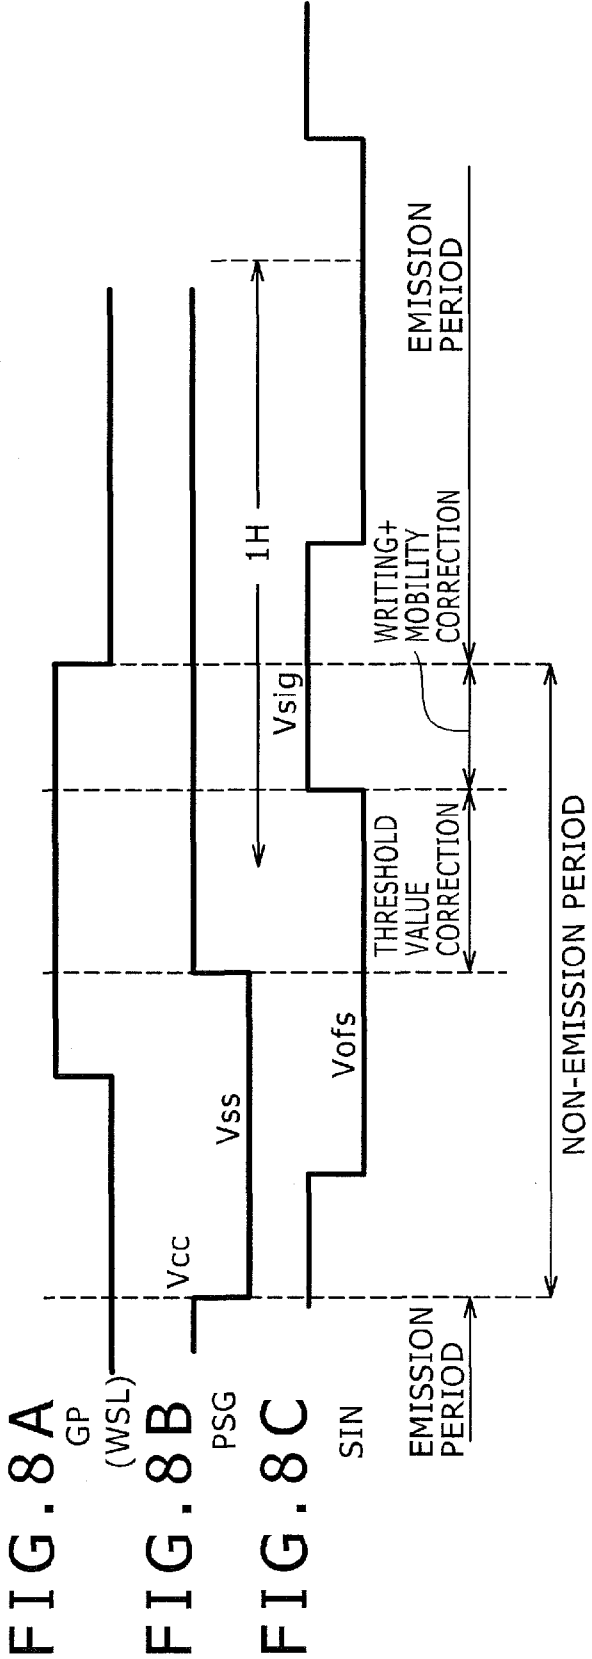 FIG.8A
GP
(WSL)
FIG.8B
PSG
Vcc
Vss
1H
FIG.8C
SIN
Vofs
Vsig
THRESHOLD
VALUE
CORRECTION
WRITING+
MOBILITY
CORRECTION
EMISSION
PERIOD
EMISSION
PERIOD
NON-EMISSION PERIOD